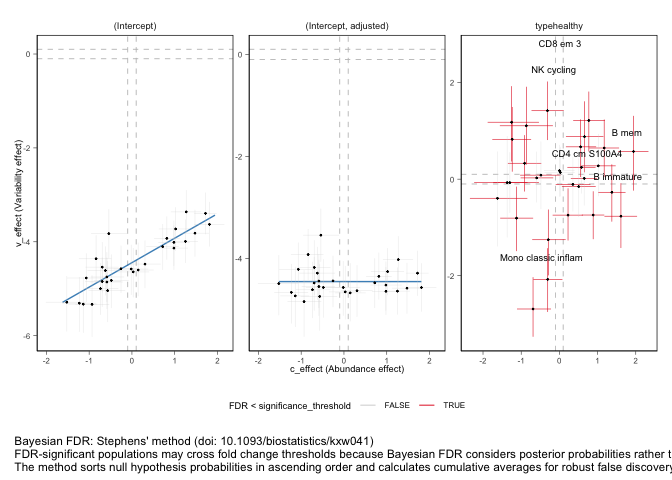 (Intercept)
(Intercept, adjusted)
typehealthy
0
-2
-4
-6
0
-2
-4
2
0
-2
CD8 em 3
NK cycling
B mem
CD4 cm S100A4
B immature
Mono classic inflam
v_effect (Variability effect)
-2 -1 0 1 2
-2 -1 0 1 2
-2 -1 0 1 2
c_effect (Abundance effect)
FDR < significance_threshold FALSE TRUE
Bayesian FDR: Stephens' method (doi: 10.1093/biostatistics/kxw041)
FDR-significant populations may cross fold change thresholds because Bayesian FDR considers posterior probabilities rather t
The method sorts null hypothesis probabilities in ascending order and calculates cumulative averages for robust false discovery